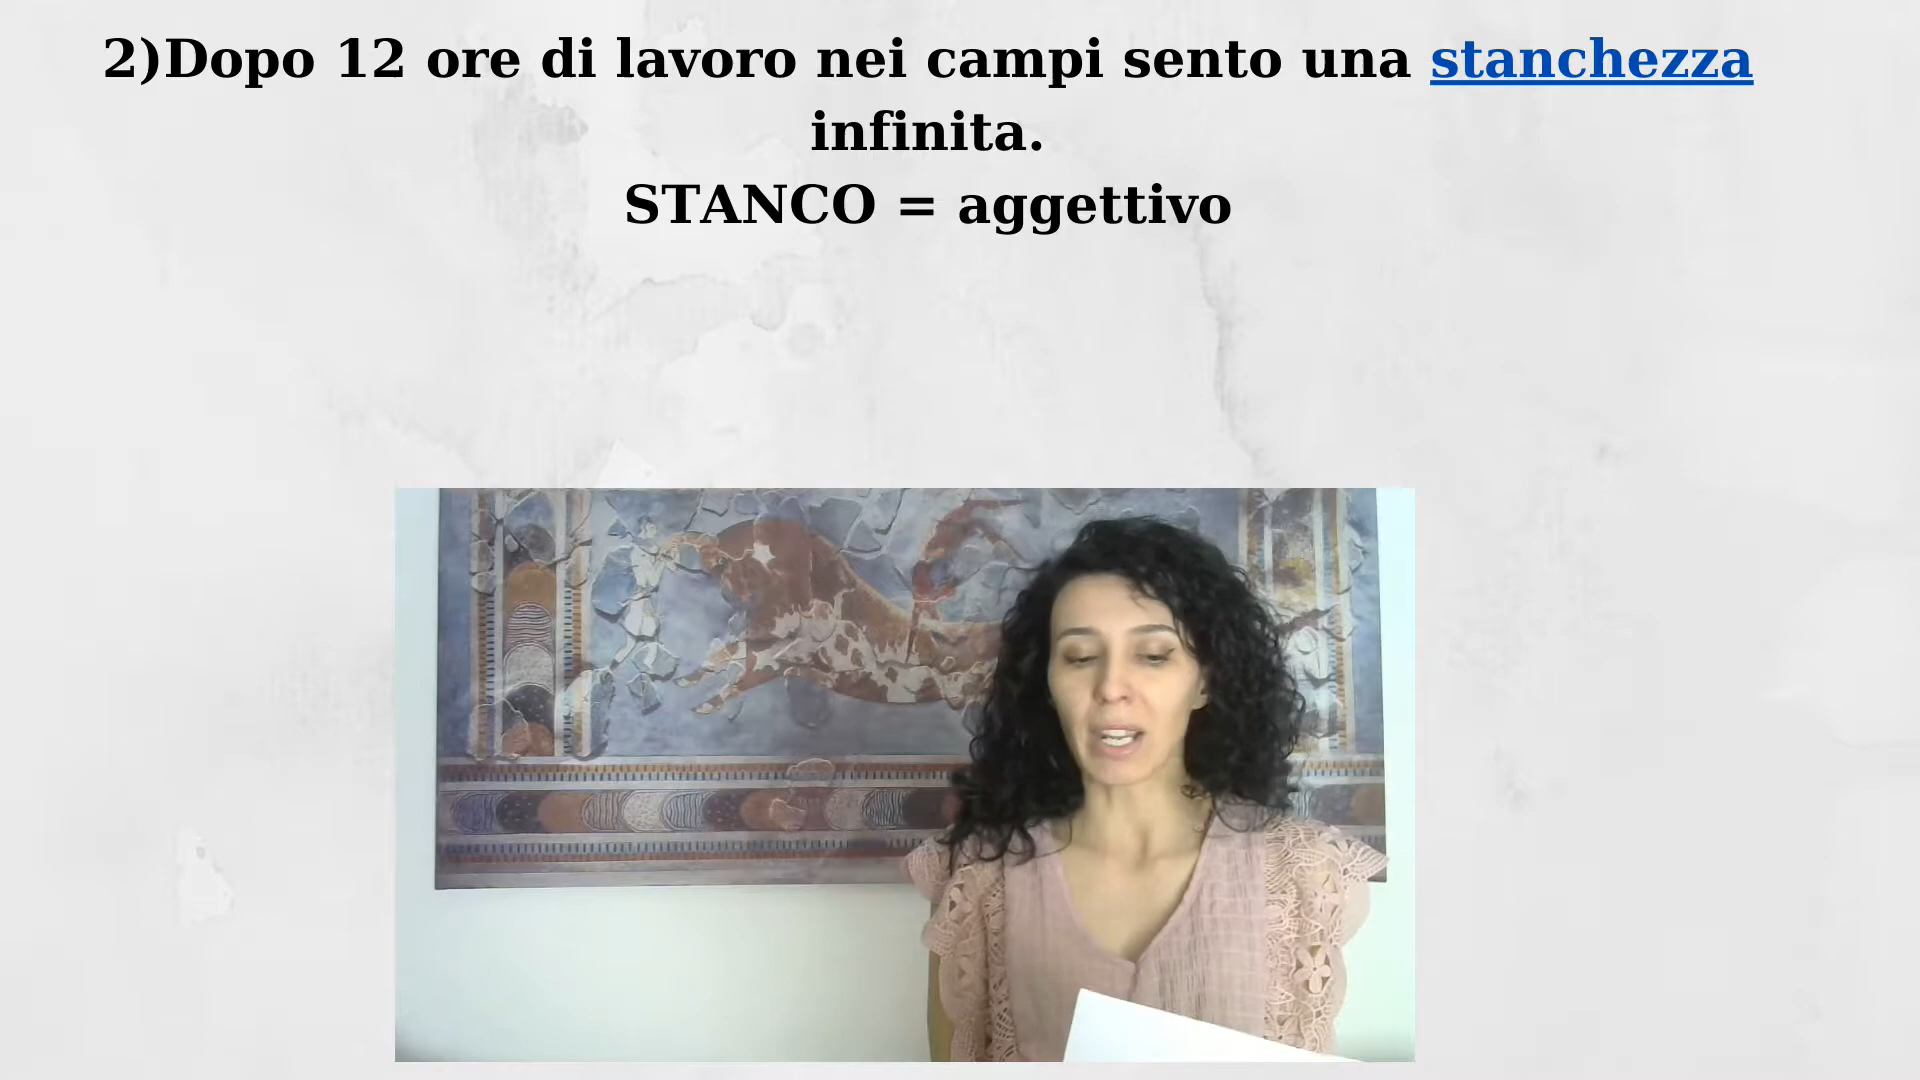 2)Dopo 12 ore di lavoro nei campi sento una stanchezza
infinita.
STANCO = aggettivo